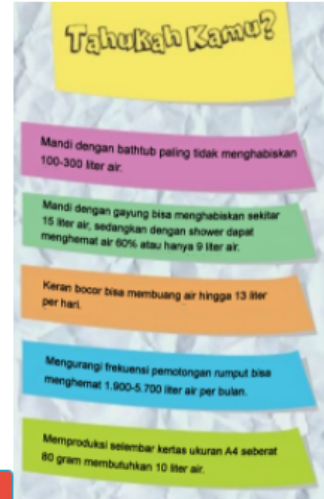 Tahukah Kamu?
Mandi dengan bathtub paling tidak menghabiskan
100-300 liter air.
Mandi dengan gayung bisa menghabiskan sekitar
15 liter air, sedangkan dengan shower dapat
menghemat air 60% atau hanya 9 liter air.
Keran bocor bisa membuang air hingga 13 liter
per hari.
Mengurangi frekuensi pemotongan rumput bisa
menghemat 1.900-5.700 liter air per bulan.
Memproduksi selembar kertas ukuran A4 seberat
80 gram membutuhkan 10 liter air.